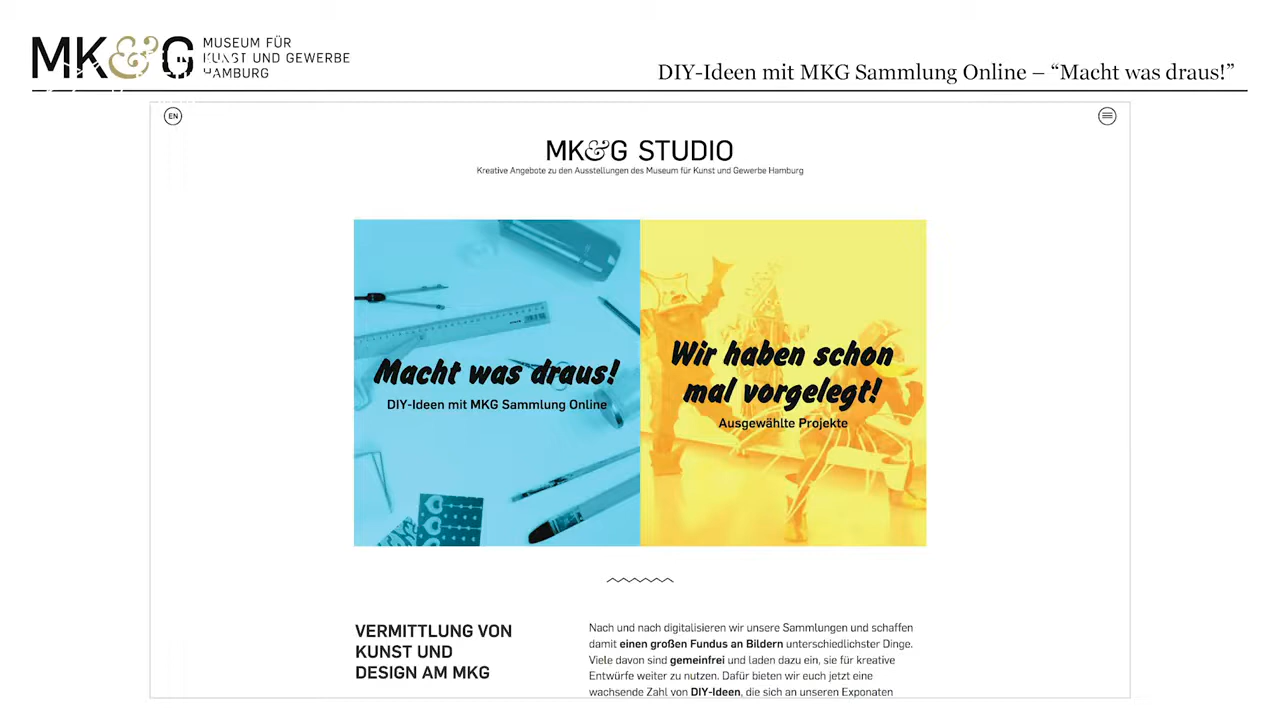 MK&G
MUSEUM FÜR
KUNST UND GEWERBE
HAMBURG
DIY-Ideen mit MKG Sammlung Online – “Macht was draus!”
EN
MK&G STUDIO
Kreative Angebote zu den Ausstellungen des Museum für Kunst und Gewerbe Hamburg
Macht was draus!
DIY-Ideen mit MKG Sammlung Online
Wir haben schon
mal vorgelegt!
Ausgewählte Projekte
VERMITTLUNG VON
KUNST UND
DESIGN AM MKG
Nach und nach digitalisieren wir unsere Sammlungen und schaffen
damit einen großen Fundus an Bildern unterschiedlichster Dinge.
Viele davon sind gemeinfrei und laden dazu ein, sie für kreative
Entwürfe weiter zu nutzen. Dafür bieten wir euch jetzt eine
wachsende Zahl von DIY-Ideen, die sich an unseren Exponaten